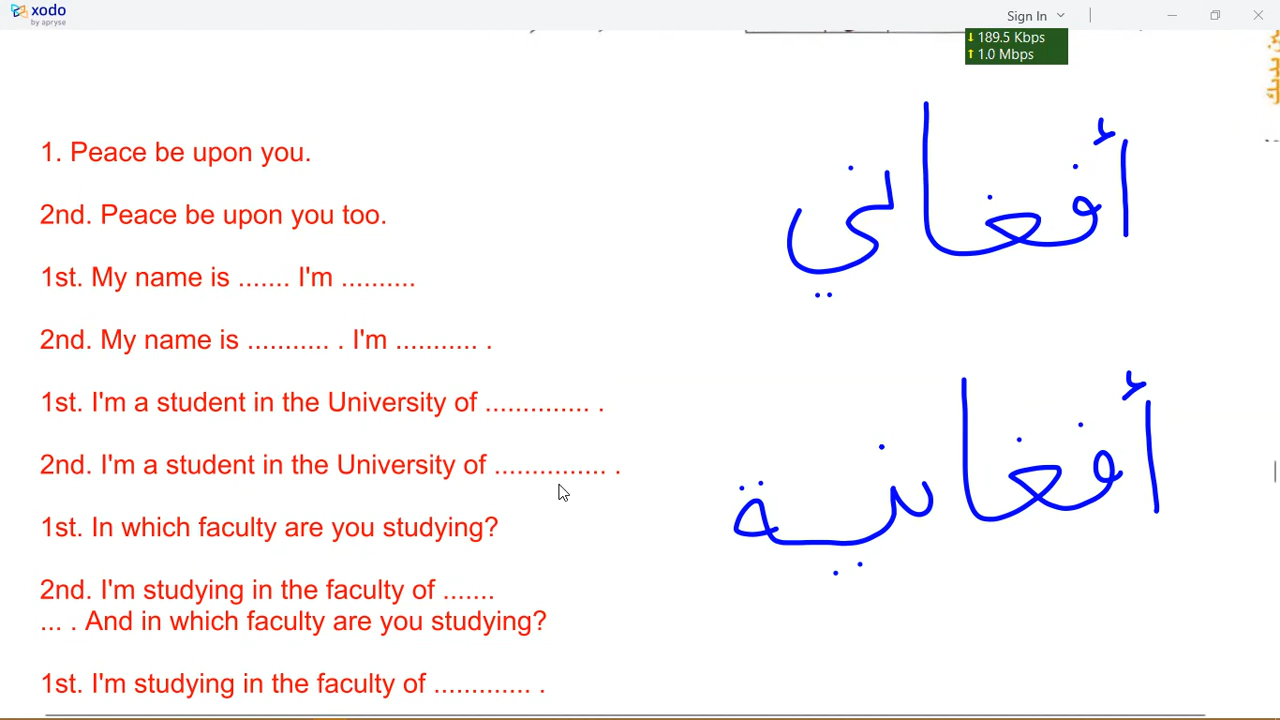 xodo
by apryse
Sign In
↓ 189.5 Kbps
↑ 1.0 Mbps
1. Peace be upon you.
2nd. Peace be upon you too.
1st. My name is ....... I'm ..........
2nd. My name is ........... . I'm ........... .
1st. I'm a student in the University of .............. .
2nd. I'm a student in the University of ............... .
1st. In which faculty are you studying?
2nd. I'm studying in the faculty of .......
... . And in which faculty are you studying?
1st. I'm studying in the faculty of ............. .
أفغاني
أفغانية